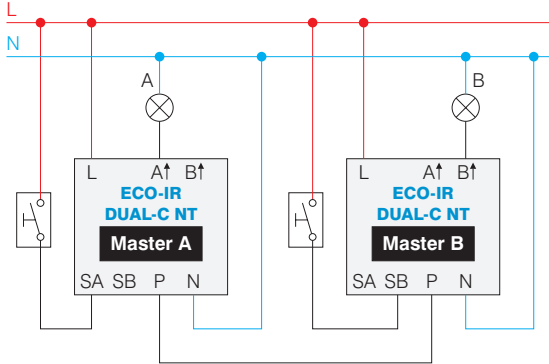 L
N
A B
L A↑ B↑ L A↑ B↑
ECO-IR ECO-IR
DUAL-C NT DUAL-C NT
Master A Master B
SA SB P N SA SB P N